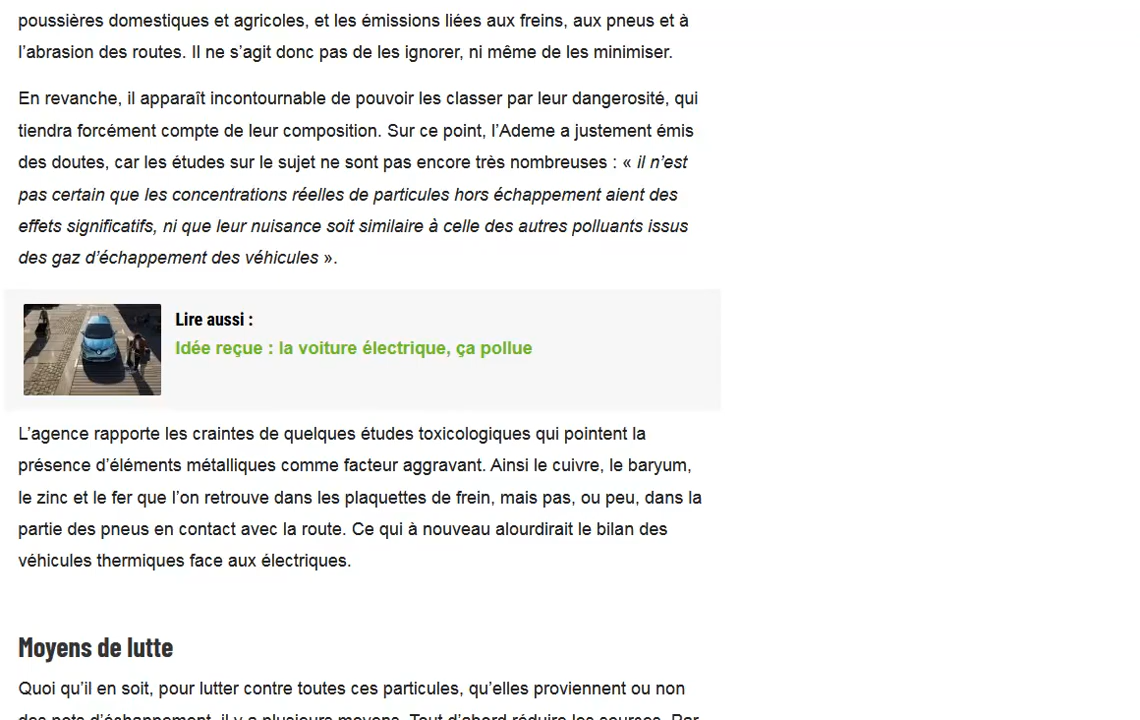 poussières domestiques et agricoles, et les émissions liées aux freins, aux pneus et à
l’abrasion des routes. Il ne s’agit donc pas de les ignorer, ni même de les minimiser.
En revanche, il apparaît incontournable de pouvoir les classer par leur dangerosité, qui
tiendra forcément compte de leur composition. Sur ce point, l’Ademe a justement émis
des doutes, car les études sur le sujet ne sont pas encore très nombreuses : « il n’est
pas certain que les concentrations réelles de particules hors échappement aient des
effets significatifs, ni que leur nuisance soit similaire à celle des autres polluants issus
des gaz d’échappement des véhicules ».
Lire aussi :
Idée reçue : la voiture électrique, ça pollue
L’agence rapporte les craintes de quelques études toxicologiques qui pointent la
présence d’éléments métalliques comme facteur aggravant. Ainsi le cuivre, le baryum,
le zinc et le fer que l’on retrouve dans les plaquettes de frein, mais pas, ou peu, dans la
partie des pneus en contact avec la route. Ce qui à nouveau alourdirait le bilan des
véhicules thermiques face aux électriques.
Moyens de lutte
Quoi qu’il en soit, pour lutter contre toutes ces particules, qu’elles proviennent ou non
des pots d’échappement, il y a plusieurs moyens. Tout d’abord réduire les sources. Par